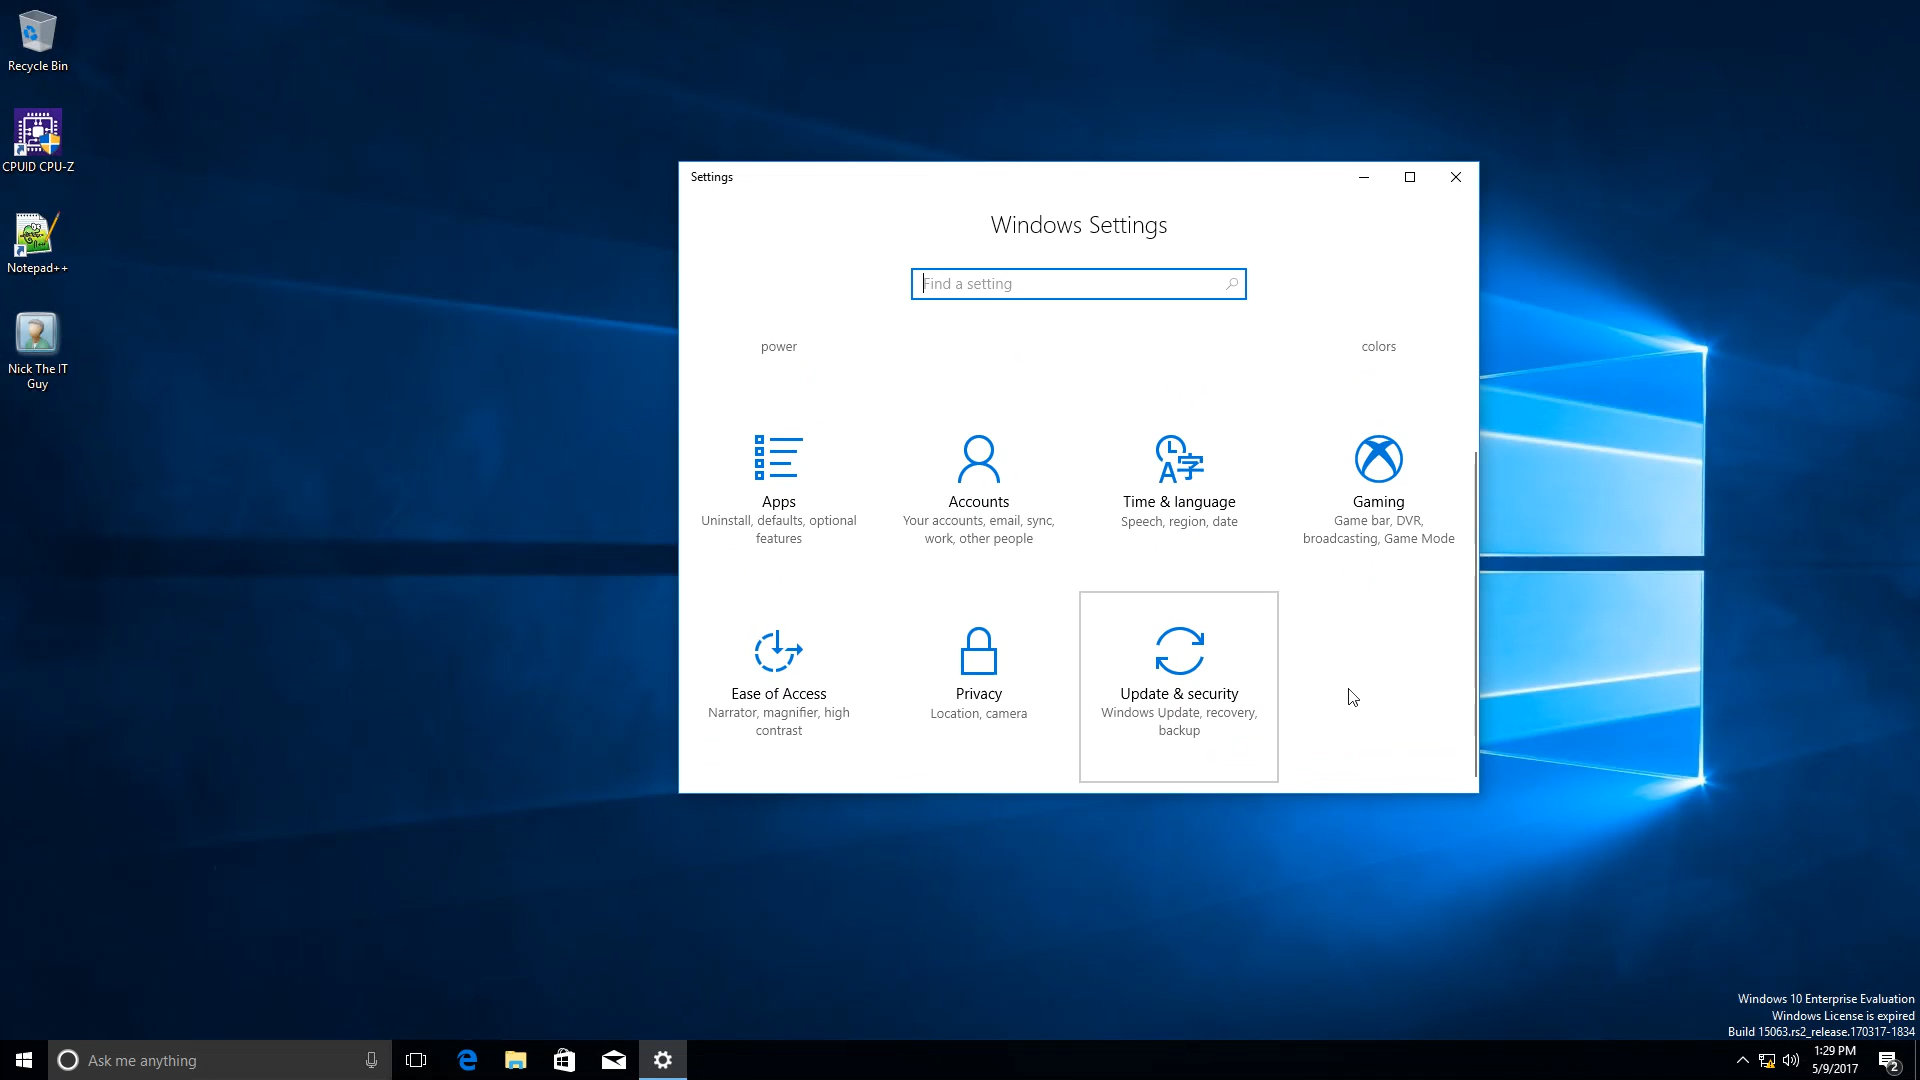 Recycle Bin
CPUID CPU-Z
Notepad++
Nick The IT
Guy
Settings
Windows Settings
Find a setting
power
colors
Apps
Uninstall, defaults, optional
features
Accounts
Your accounts, email, sync,
work, other people
Time & language
Speech, region, date
Gaming
Game bar, DVR,
broadcasting, Game Mode
Ease of Access
Narrator, magnifier, high
contrast
Privacy
Location, camera
Update & security
Windows Update, recovery,
backup
Windows 10 Enterprise Evaluation
Windows License is expired
Build 15063.rs2_release.170317-1834
Ask me anything
1:29 PM
5/9/2017
2